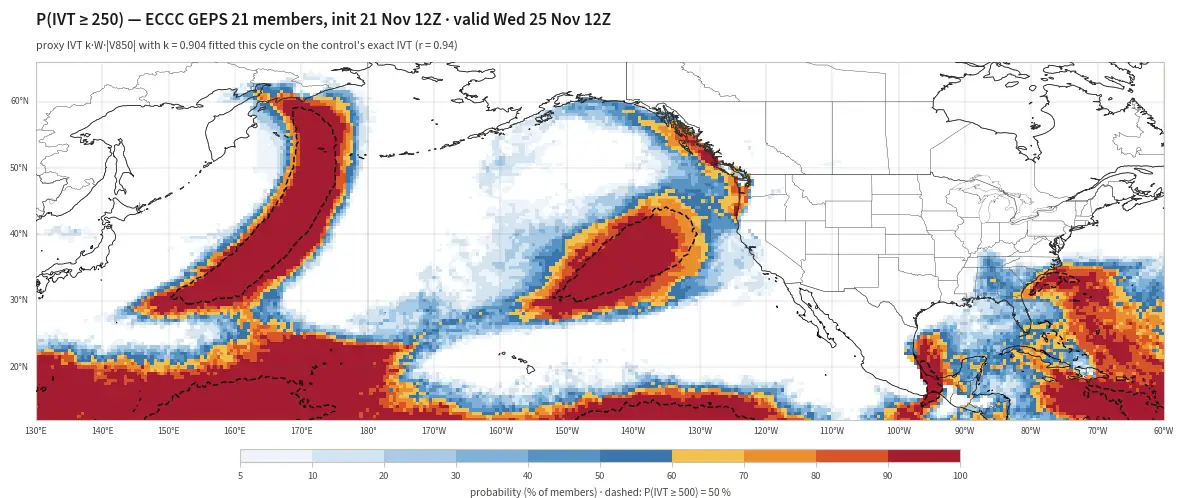 P(IVT ≥ 250) — ECCC GEPS 21 members, init 21 Nov 12Z · valid Wed 25 Nov 12Z
proxy IVT k·W·|V850| with k = 0.904 fitted this cycle on the control's exact IVT (r = 0.94)
60°N
50°N
40°N
30°N
20°N
130°E 140°E 150°E 160°E 170°E 180° 170°W 160°W 150°W 140°W 130°W 120°W 110°W 100°W 90°W 80°W 70°W 60°W
5 10 20 30 40 50 60 70 80 90 100
probability (% of members) · dashed: P(IVT ≥ 500) = 50 %